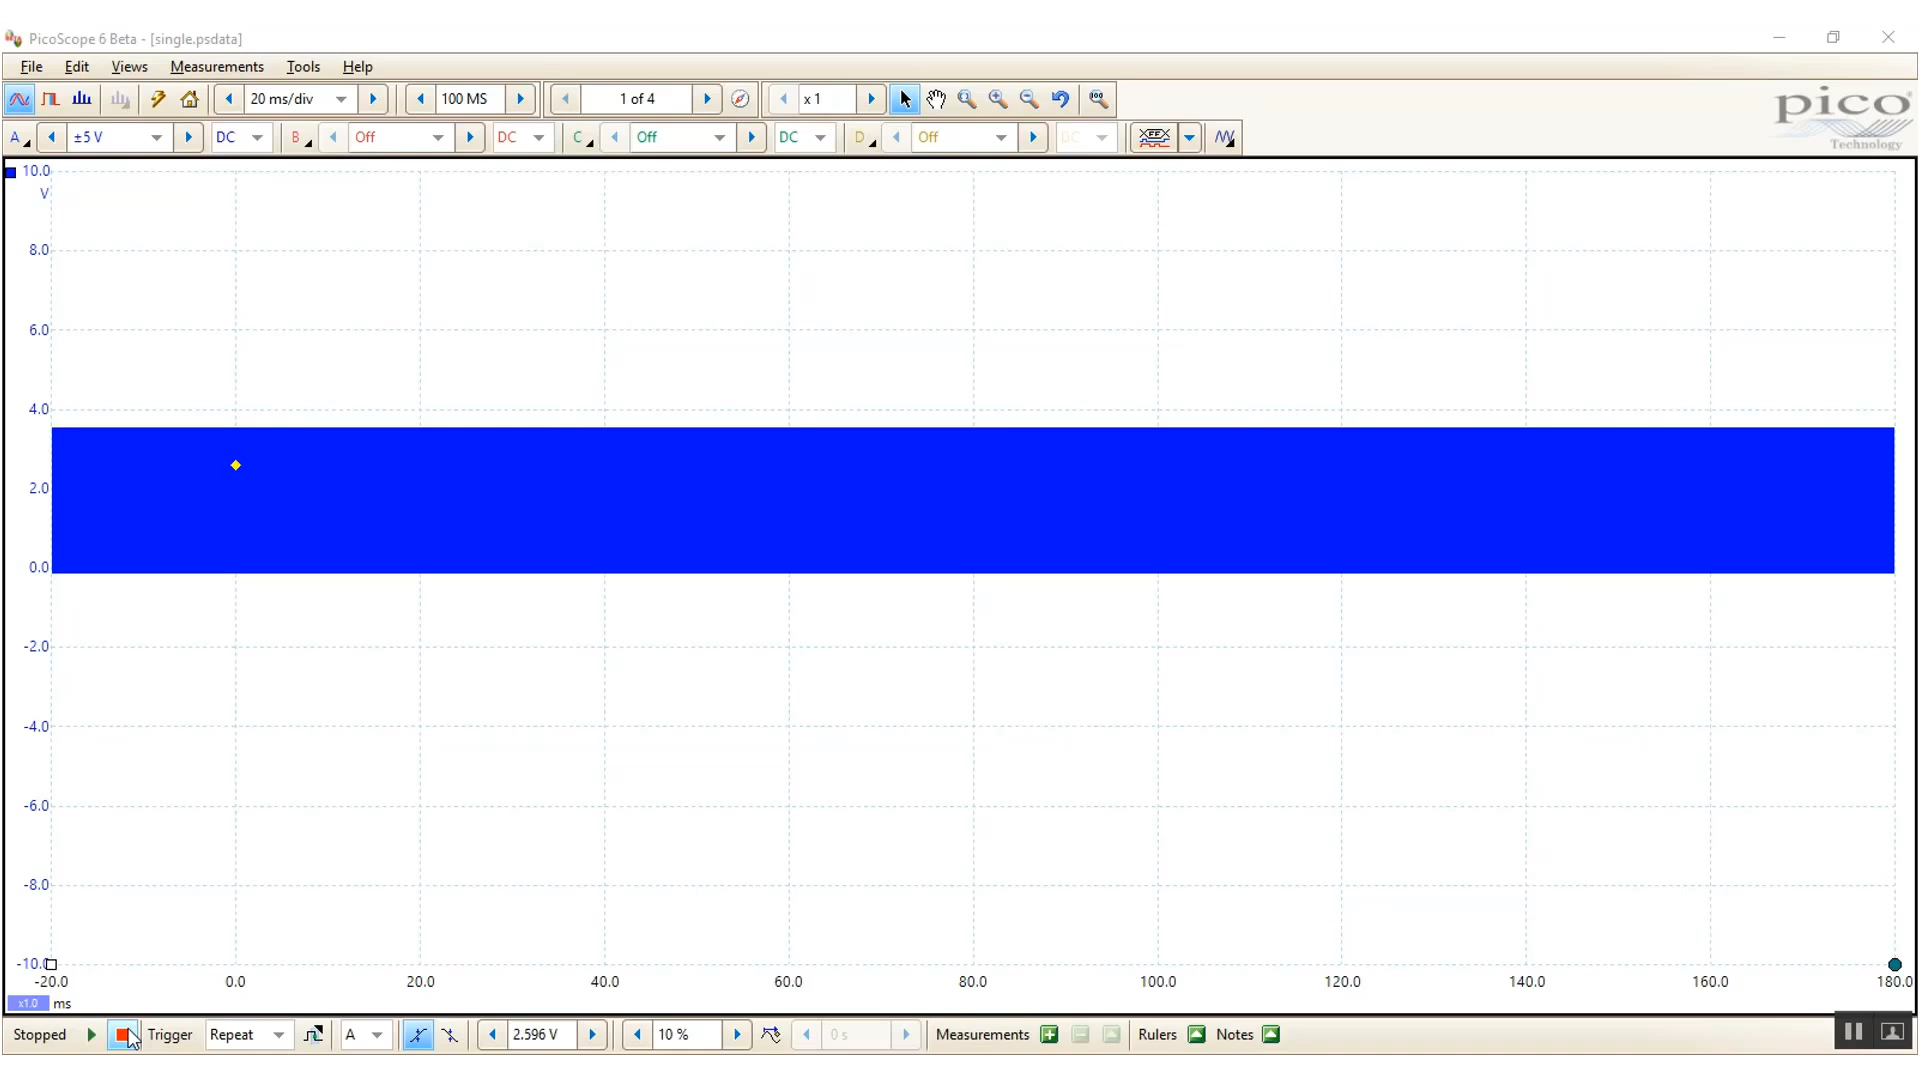 PicoScope 6 Beta - [single.psdata]
File Edit Views Measurements Tools Help
20 ms/div 100 MS 1 of 4 x 1
pico
Technology
A ±5 V DC B Off DC C Off DC D Off DC
10.0
V
8.0
6.0
4.0
2.0
0.0
-2.0
-4.0
-6.0
-8.0
-10.0
-20.0 0.0 20.0 40.0 60.0 80.0 100.0 120.0 140.0 160.0 180.0
x1.0 ms
Stopped Trigger Repeat A 2.596 V 10 % 0 s Measurements Rulers Notes